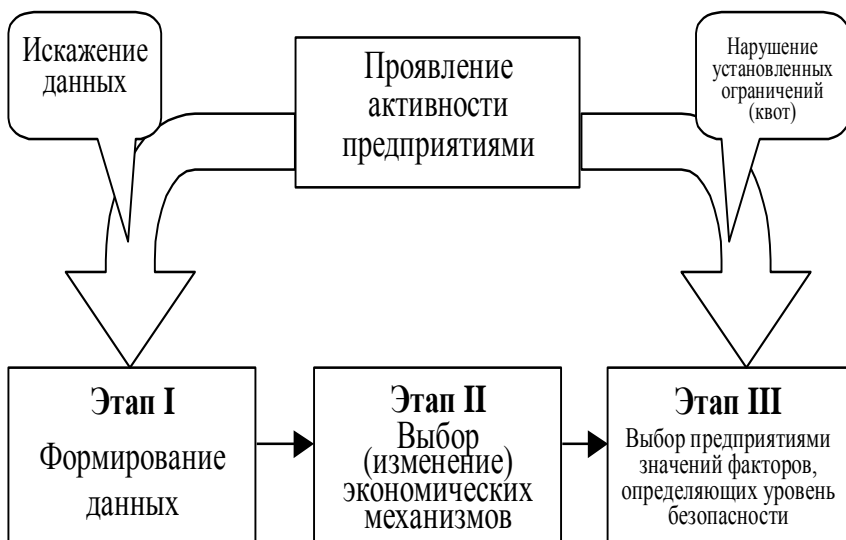 Искажение
данных
Проявление
активности
предприятиями
Нарушение
установленных
ограничений
(квот)
Этап I
Формирование
данных
Этап II
Выбор
(изменение)
экономических
механизмов
Этап III
Выбор предприятиями
значений факторов,
определяющих уровень
безопасности